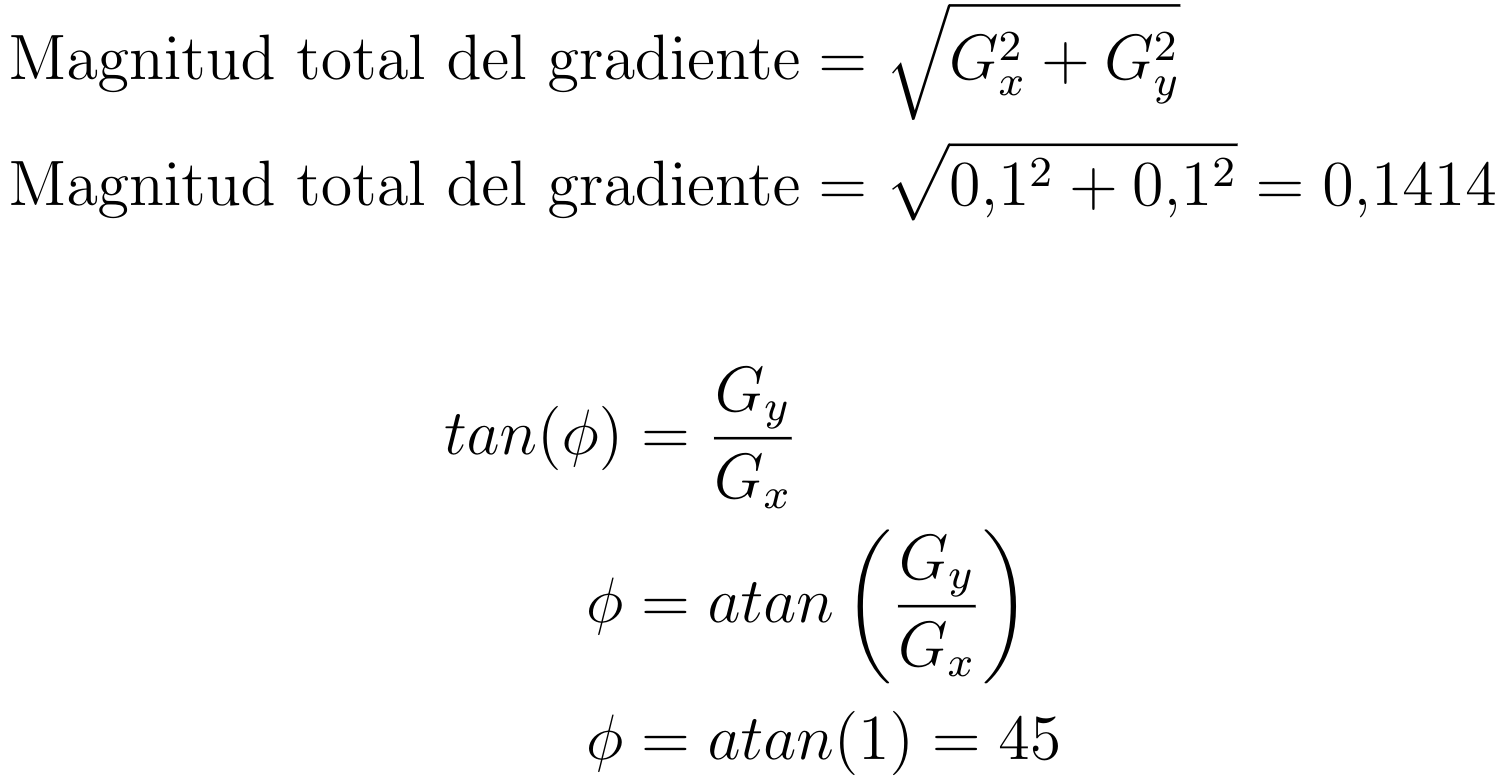 Magnitud total del gradiente = √(G_x^2 + G_y^2)
Magnitud total del gradiente = √(0,1^2 + 0,1^2) = 0,1414
tan(ϕ) = G_y / G_x
ϕ = atan (G_y / G_x)
ϕ = atan(1) = 45